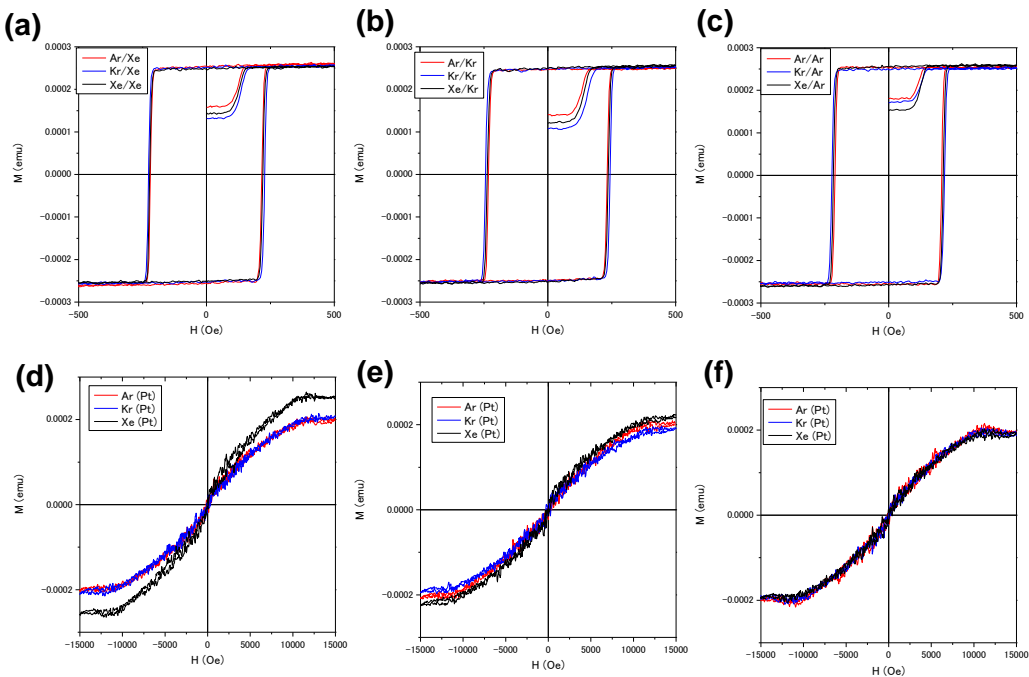 (a)
0.0003
0.0002
0.0001
0.0000
-0.0001
-0.0002
-0.0003
M (emu)
Ar/Xe
Kr/Xe
Xe/Xe
-500
-250
0
250
500
H (Oe)
(b)
0.0003
0.0002
0.0001
0.0000
-0.0001
-0.0002
-0.0003
M (emu)
Ar/Kr
Kr/Kr
Xe/Kr
-500
-250
0
250
500
H (Oe)
(c)
0.0003
0.0002
0.0001
0.0000
-0.0001
-0.0002
-0.0003
M (emu)
Ar/Ar
Kr/Ar
Xe/Ar
-500
-250
0
250
500
H (Oe)
(d)
0.0002
0.0000
-0.0002
M (emu)
Ar (Pt)
Kr (Pt)
Xe (Pt)
-15000
-10000
-5000
0
5000
10000
15000
H (Oe)
(e)
0.0002
0.0000
-0.0002
M (emu)
Ar (Pt)
Kr (Pt)
Xe (Pt)
-15000
-10000
-5000
0
5000
10000
15000
H (Oe)
(f)
0.0002
0.0000
-0.0002
M (emu)
Ar (Pt)
Kr (Pt)
Xe (Pt)
-15000
-10000
-5000
0
5000
10000
15000
H (Oe)